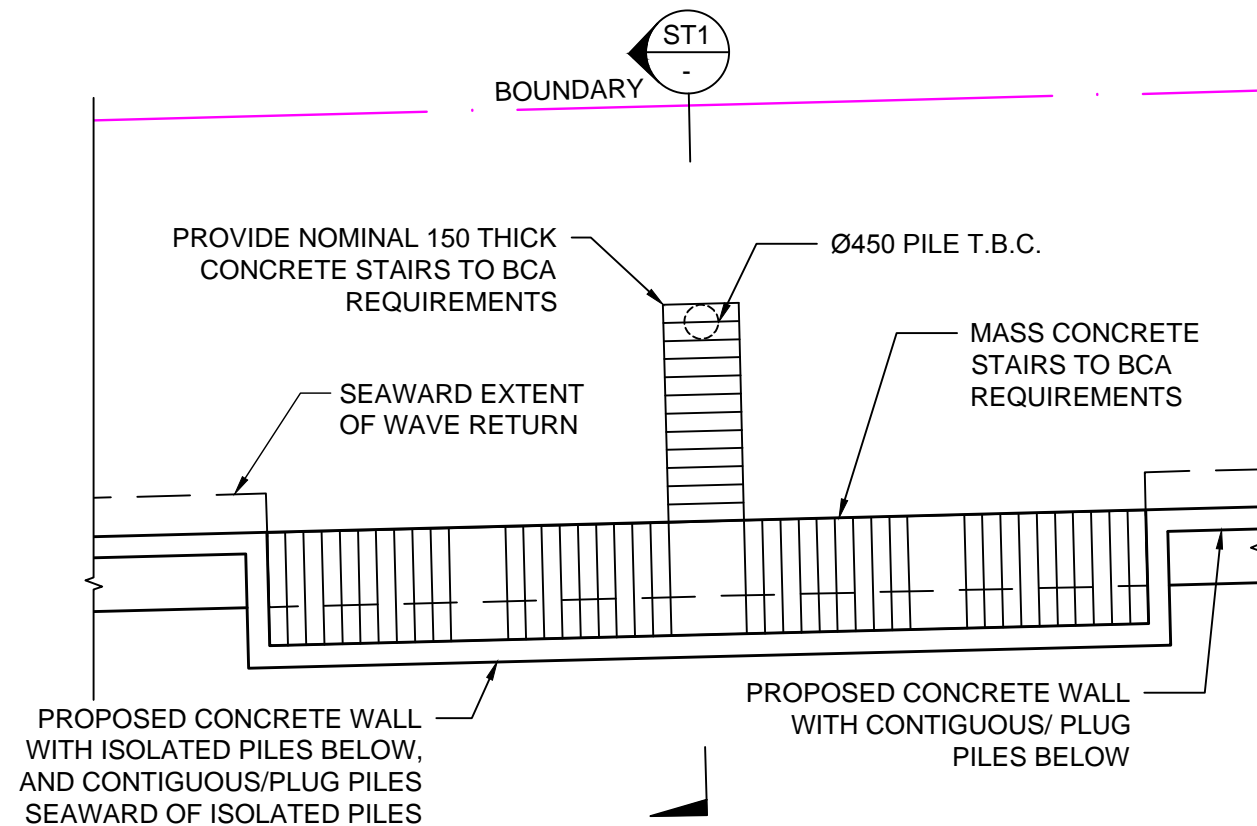 ST1
-
BOUNDARY
PROVIDE NOMINAL 150 THICK
CONCRETE STAIRS TO BCA
REQUIREMENTS
Ø450 PILE T.B.C.
MASS CONCRETE
STAIRS TO BCA
REQUIREMENTS
SEAWARD EXTENT
OF WAVE RETURN
PROPOSED CONCRETE WALL
WITH ISOLATED PILES BELOW,
AND CONTIGUOUS/PLUG PILES
SEAWARD OF ISOLATED PILES
PROPOSED CONCRETE WALL
WITH CONTIGUOUS/ PLUG
PILES BELOW